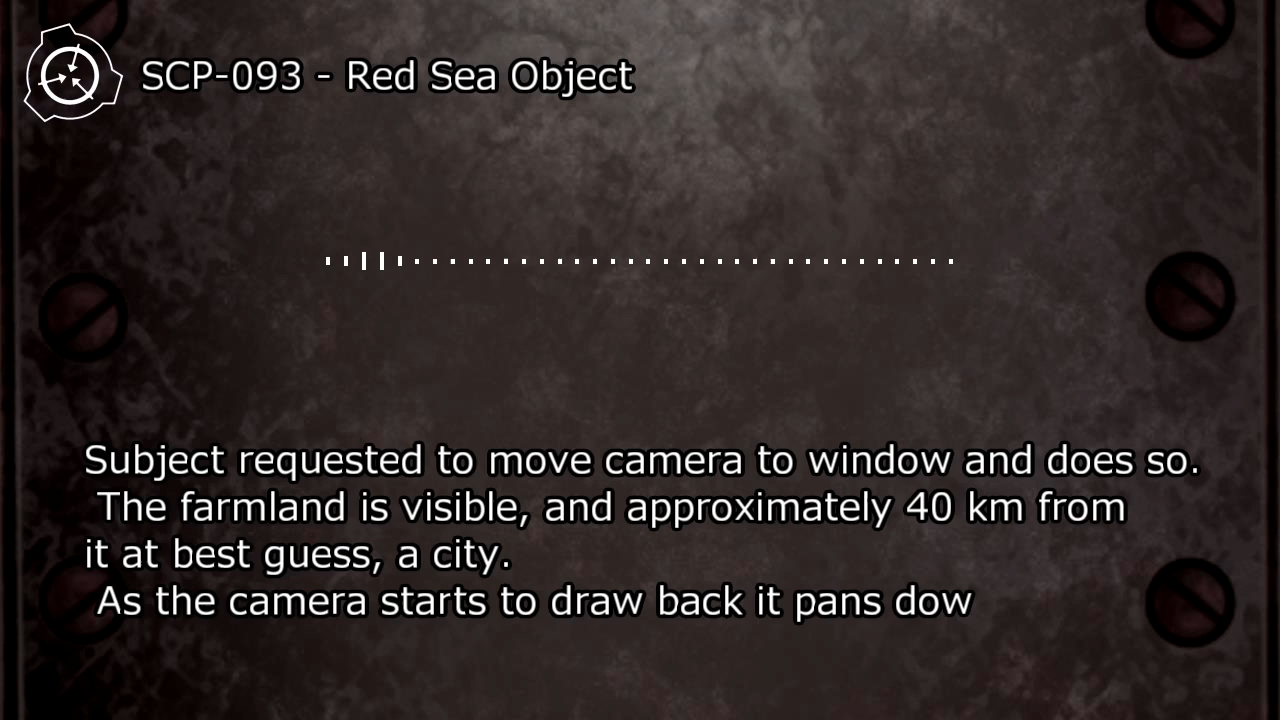 SCP-093 - Red Sea Object
Subject requested to move camera to window and does so.
The farmland is visible, and approximately 40 km from
it at best guess, a city.
As the camera starts to draw back it pans dow